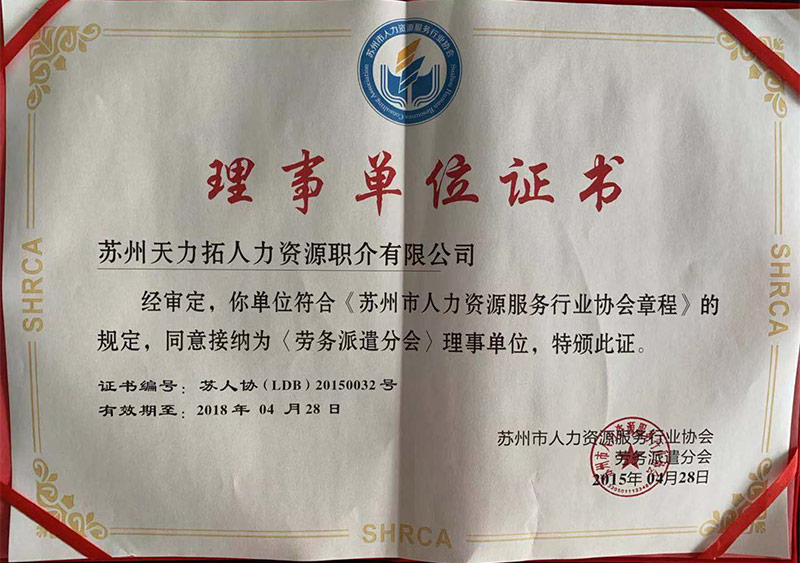 苏州市人力资源服务行业协会
Suzhou Human Resources Consulting Association
理事单位证书
苏州天力拓人力资源职介有限公司
经审定，你单位符合《苏州市人力资源服务行业协会章程》的
规定，同意接纳为〈劳务派遣分会〉理事单位，特颁此证。
证书编号：苏人协（LDB）20150032号
有效期至：2018年 04 月28日
苏州市人力资源服务行业协会
劳务派遣分会
2015年 04月28日
SHRCA
SHRCA
SHRCA